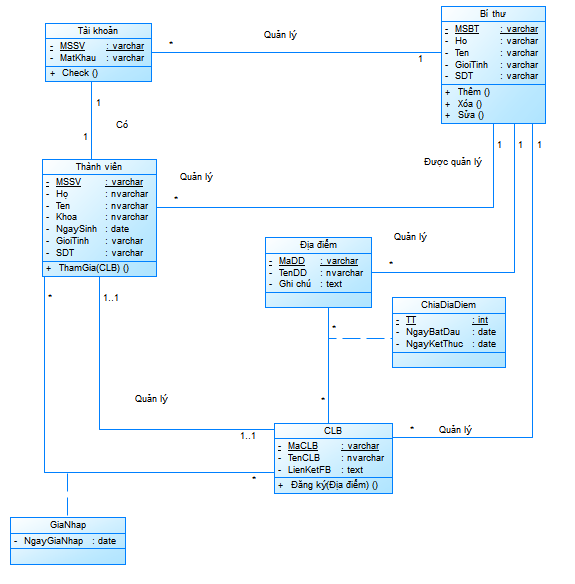 Tài khoản
- MSSV : varchar
- MatKhau : varchar
+ Check ()
Quản lý
*
1
Bí thư
- MSBT : varchar
- Ho : varchar
- Ten : varchar
- GioiTinh : varchar
- SDT : varchar
+ Thêm ()
+ Xóa ()
+ Sửa ()
1
Có
1
1
1
1
Thành viên
- MSSV : varchar
- Họ : nvarchar
- Ten : nvarchar
- Khoa : nvarchar
- NgaySinh : date
- GioiTinh : varchar
- SDT : varchar
+ ThamGia(CLB) ()
Quản lý
*
Được quản lý
Địa điểm
- MaDD : varchar
- TenDD : nvarchar
- Ghi chú : text
Quản lý
*
*
1..1
ChiaDiaDiem
- TT : int
- NgayBatDau : date
- NgayKetThuc : date
*
*
Quản lý
1..1
CLB
- MaCLB : varchar
- TenCLB : nvarchar
- LienKetFB : text
+ Đăng ký(Địa điểm) ()
*
Quản lý
*
GiaNhap
- NgayGiaNhap : date